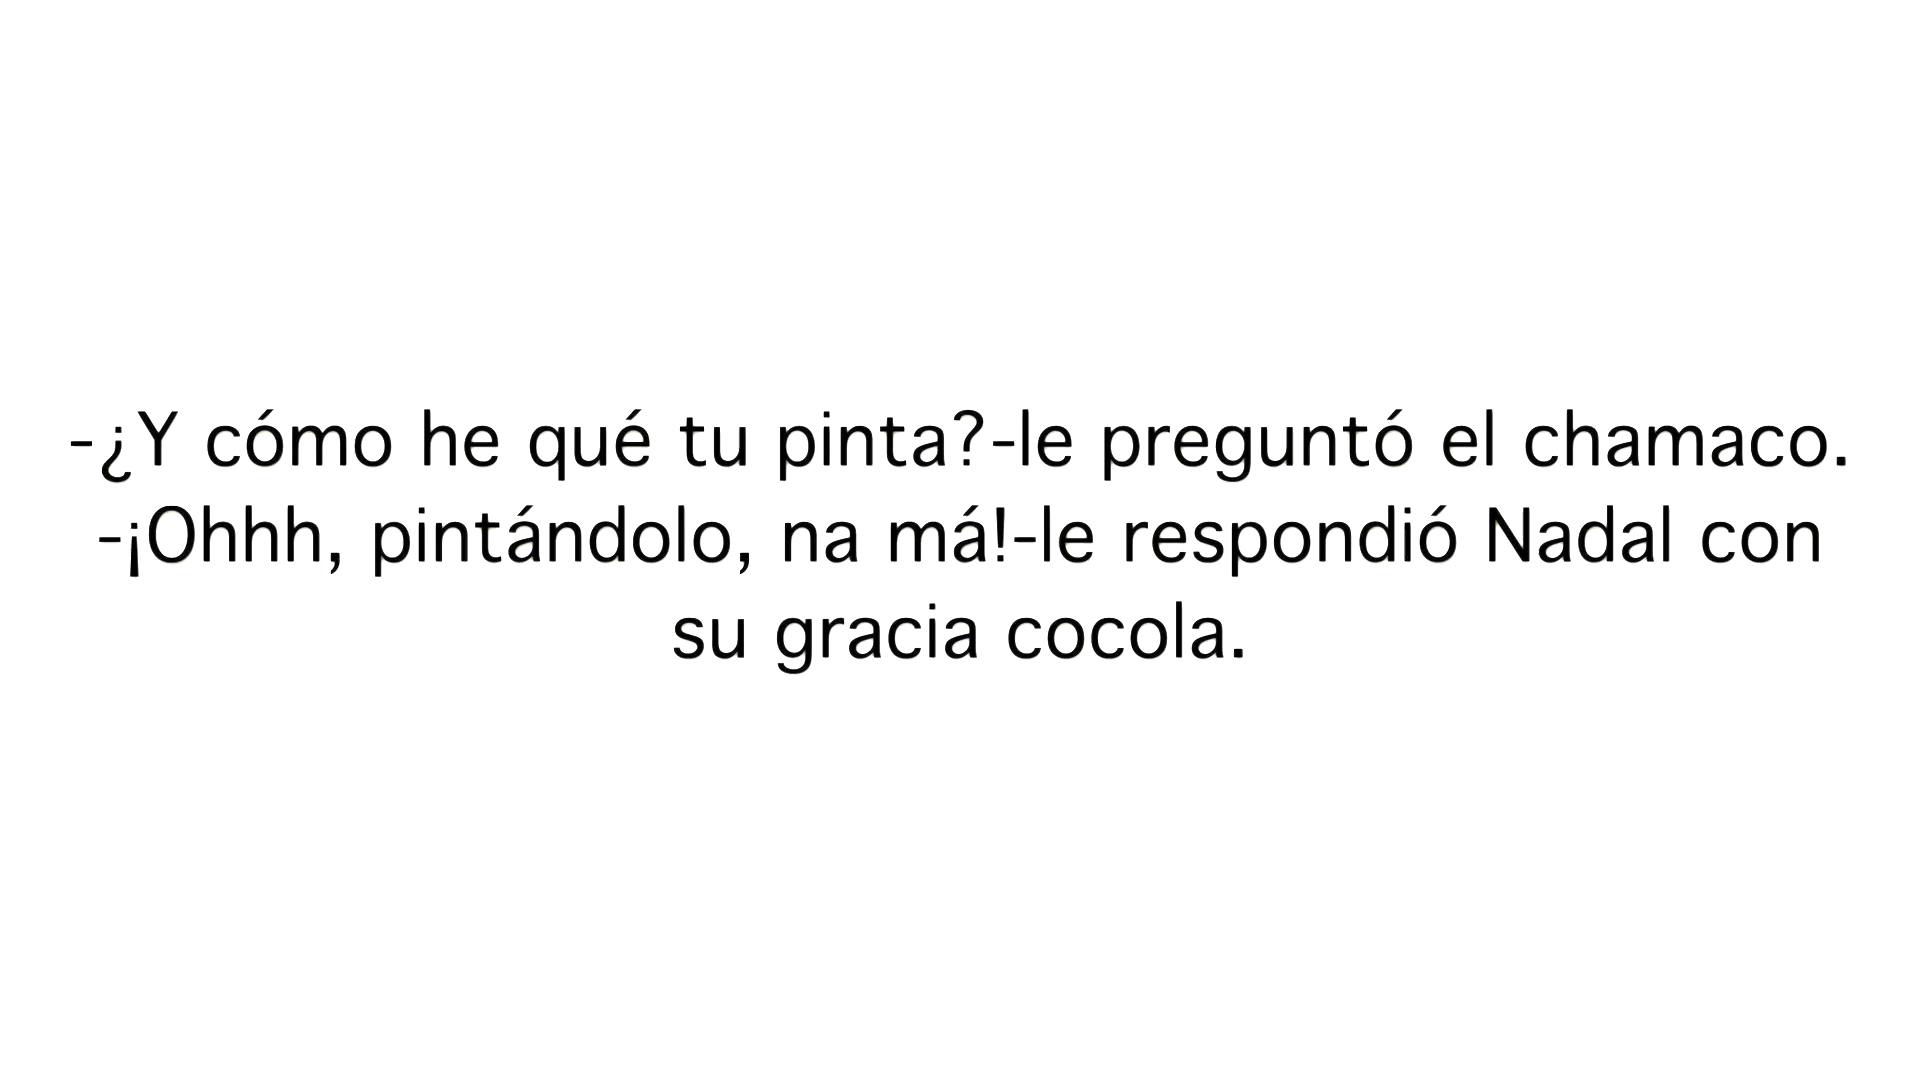 -¿Y cómo he qué tu pinta?-le preguntó el chamaco.
-¡Ohhh, pintándolo, na má!-le respondió Nadal con
su gracia cocola.